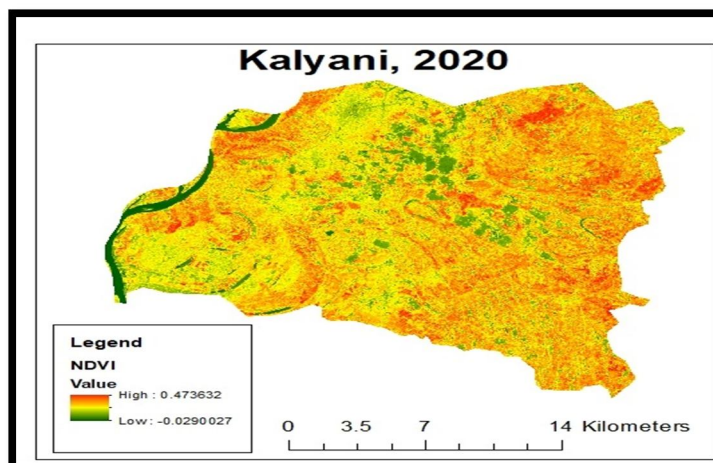 Kalyani, 2020
Legend
NDVI
Value
High : 0.473632
Low : -0.0290027
0 3.5 7 14 Kilometers